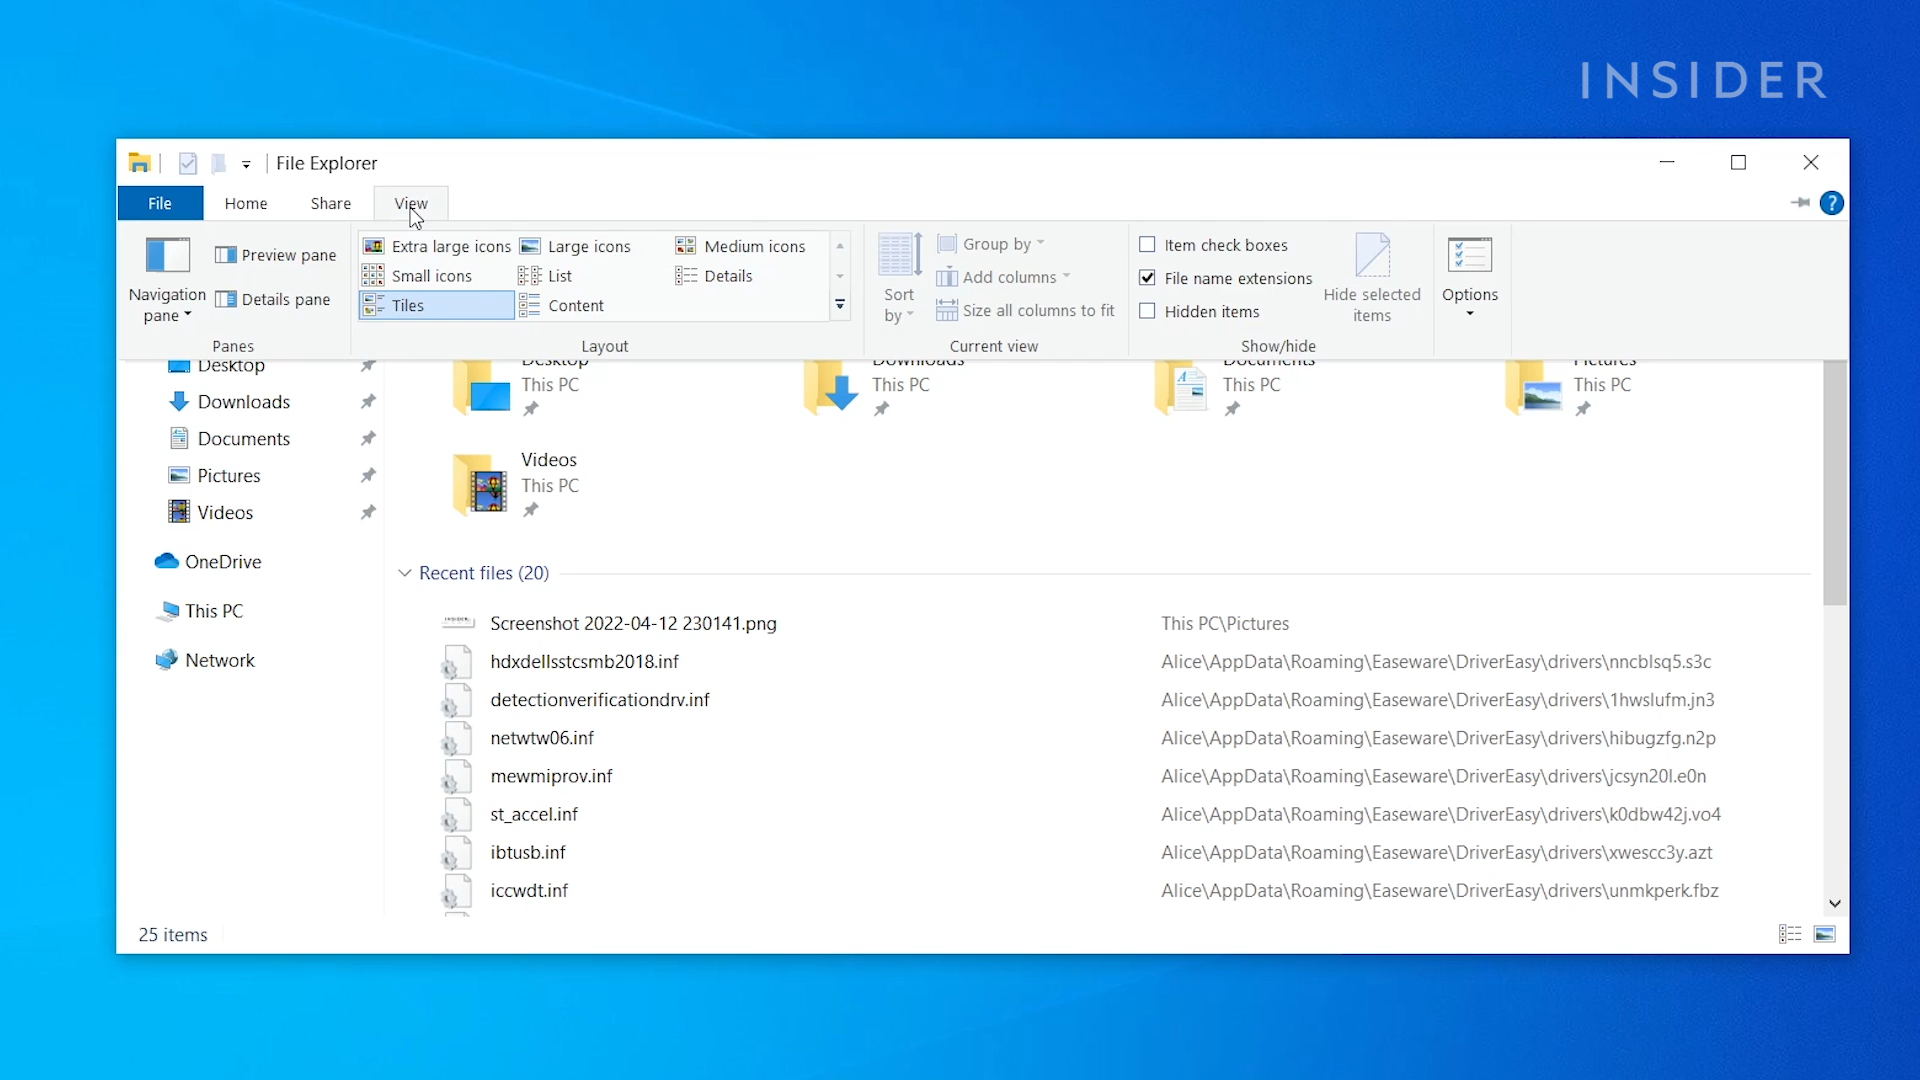 INSIDER
File Explorer
File Home Share View
?
Navigation pane
Preview pane
Details pane
Panes
Extra large icons Large icons Medium icons
Small icons List Details
Tiles Content
Layout
Sort by
Group by
Add columns
Size all columns to fit
Current view
Item check boxes
File name extensions
Hidden items
Hide selected items
Show/hide
Options
Desktop
Downloads
Documents
Pictures
Videos
OneDrive
This PC
Network
Desktop
This PC
Downloads
This PC
Documents
This PC
Pictures
This PC
Videos
This PC
Recent files (20)
Screenshot 2022-04-12 230141.png This PC\Pictures
hdxdellsstcsmb2018.inf Alice\AppData\Roaming\Easeware\DriverEasy\drivers\nncblsq5.s3c
detectionverificationdrv.inf Alice\AppData\Roaming\Easeware\DriverEasy\drivers\1hwslufm.jn3
netwtw06.inf Alice\AppData\Roaming\Easeware\DriverEasy\drivers\hibugzfg.n2p
mewmiprov.inf Alice\AppData\Roaming\Easeware\DriverEasy\drivers\jcsyn20l.e0n
st_accel.inf Alice\AppData\Roaming\Easeware\DriverEasy\drivers\k0dbw42j.vo4
ibtusb.inf Alice\AppData\Roaming\Easeware\DriverEasy\drivers\xwescc3y.azt
iccwdt.inf Alice\AppData\Roaming\Easeware\DriverEasy\drivers\unmkperk.fbz
25 items